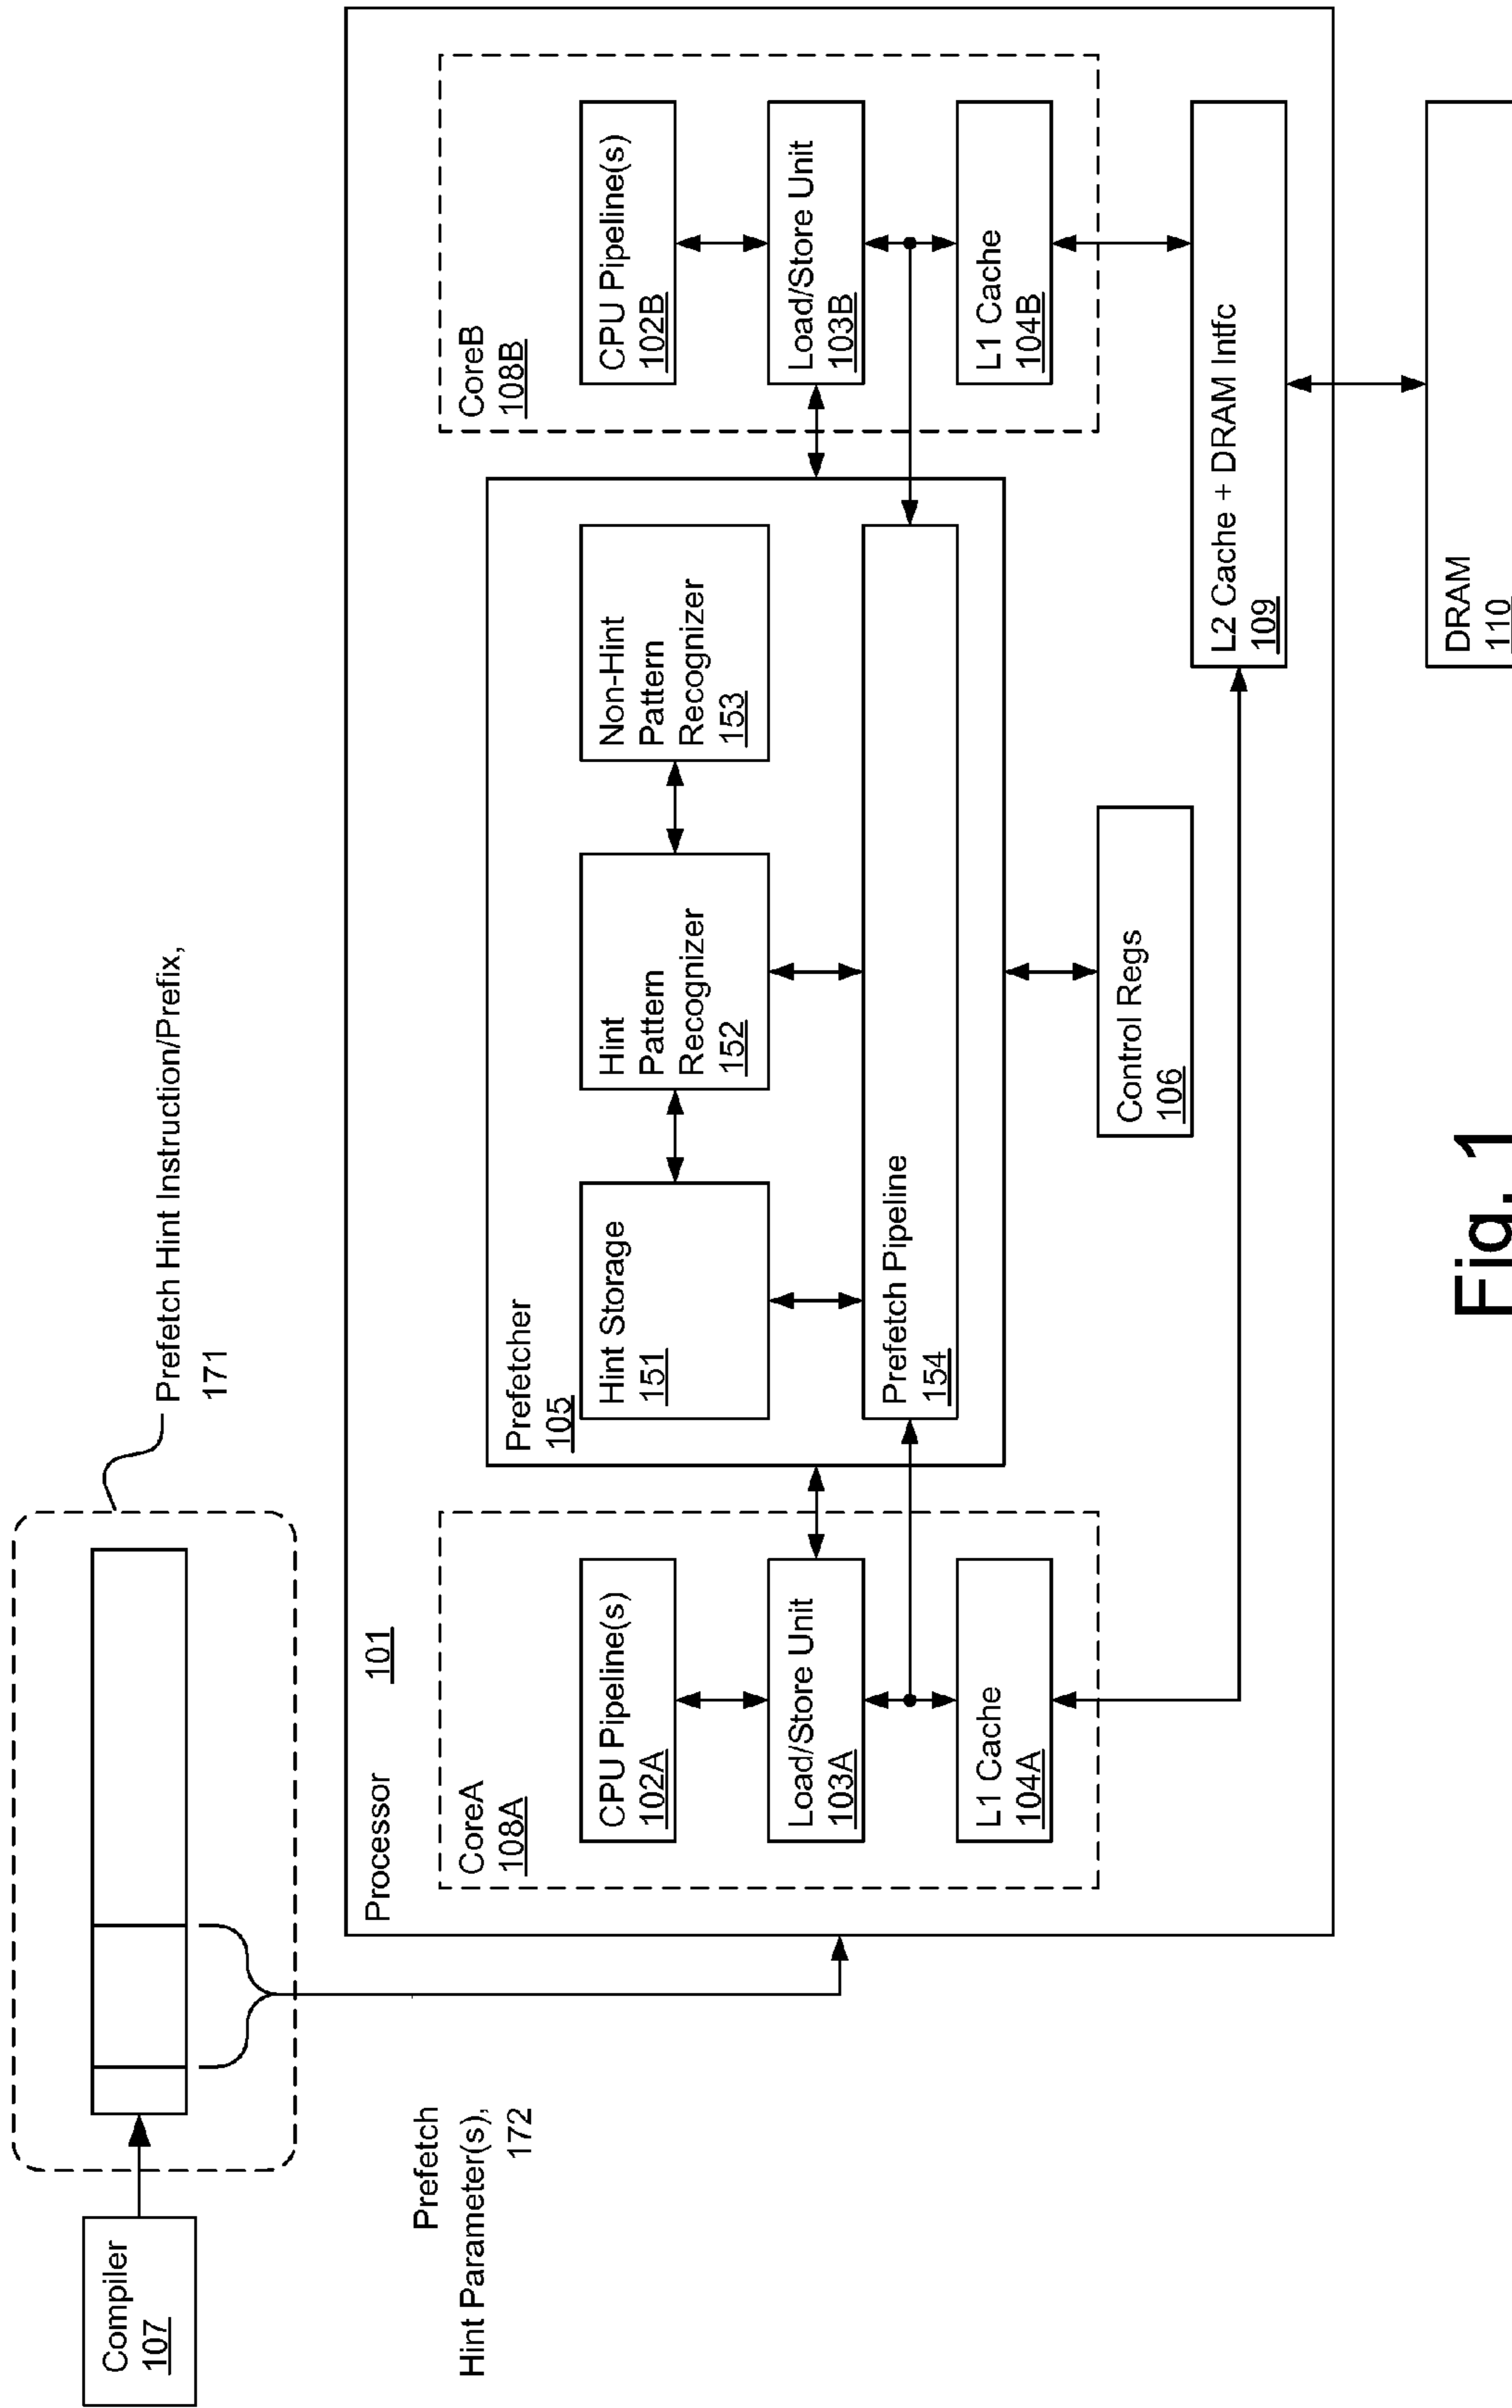 Compiler
107
Prefetch Hint Instruction/Prefix,
171
Prefetch
Hint Parameter(s),
172
Processor
101
CoreA
108A
CPU Pipeline(s)
102A
Load/Store Unit
103A
L1 Cache
104A
Prefetcher
105
Hint Storage
151
Hint
Pattern
Recognizer
152
Non-Hint
Pattern
Recognizer
153
Prefetch Pipeline
154
Control Regs
106
CoreB
108B
CPU Pipeline(s)
102B
Load/Store Unit
103B
L1 Cache
104B
L2 Cache + DRAM Intfc
109
DRAM
110
Fig. 1